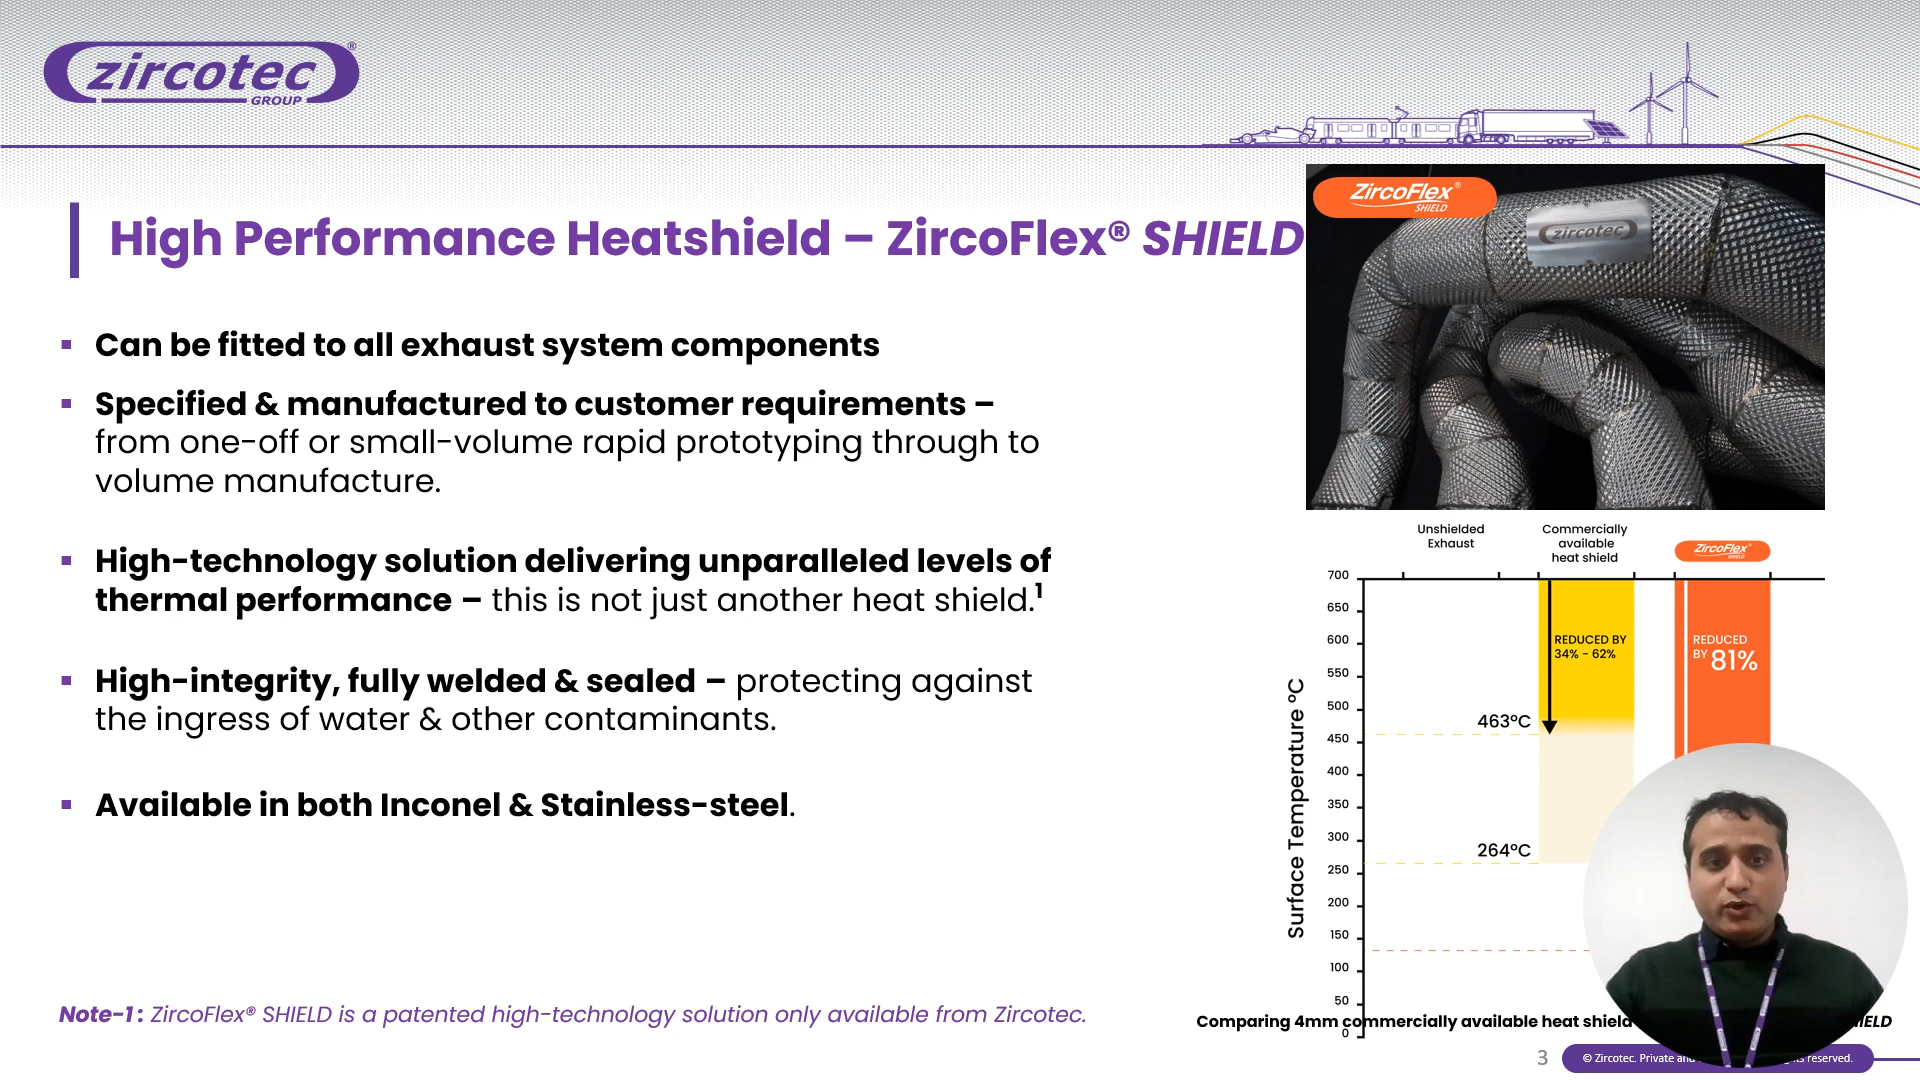 zircotec®
GROUP
High Performance Heatshield – ZircoFlex® SHIELD
ZircoFlex®
SHIELD
zircotec
▪ Can be fitted to all exhaust system components
▪ Specified & manufactured to customer requirements –
from one-off or small-volume rapid prototyping through to
volume manufacture.
▪ High-technology solution delivering unparalleled levels of
thermal performance – this is not just another heat shield.¹
▪ High-integrity, fully welded & sealed – protecting against
the ingress of water & other contaminants.
▪ Available in both Inconel & Stainless-steel.
Note-1: ZircoFlex® SHIELD is a patented high-technology solution only available from Zircotec.
Unshielded
Exhaust
Commercially
available
heat shield
ZircoFlex®
SHIELD
Surface Temperature °C
700
650
600
550
500
450
400
350
300
250
200
150
100
50
0
REDUCED BY
34% - 62%
REDUCED
BY 81%
463°C
264°C
Comparing 4mm commercially available heat shield
3
© Zircotec. Private and
reserved.